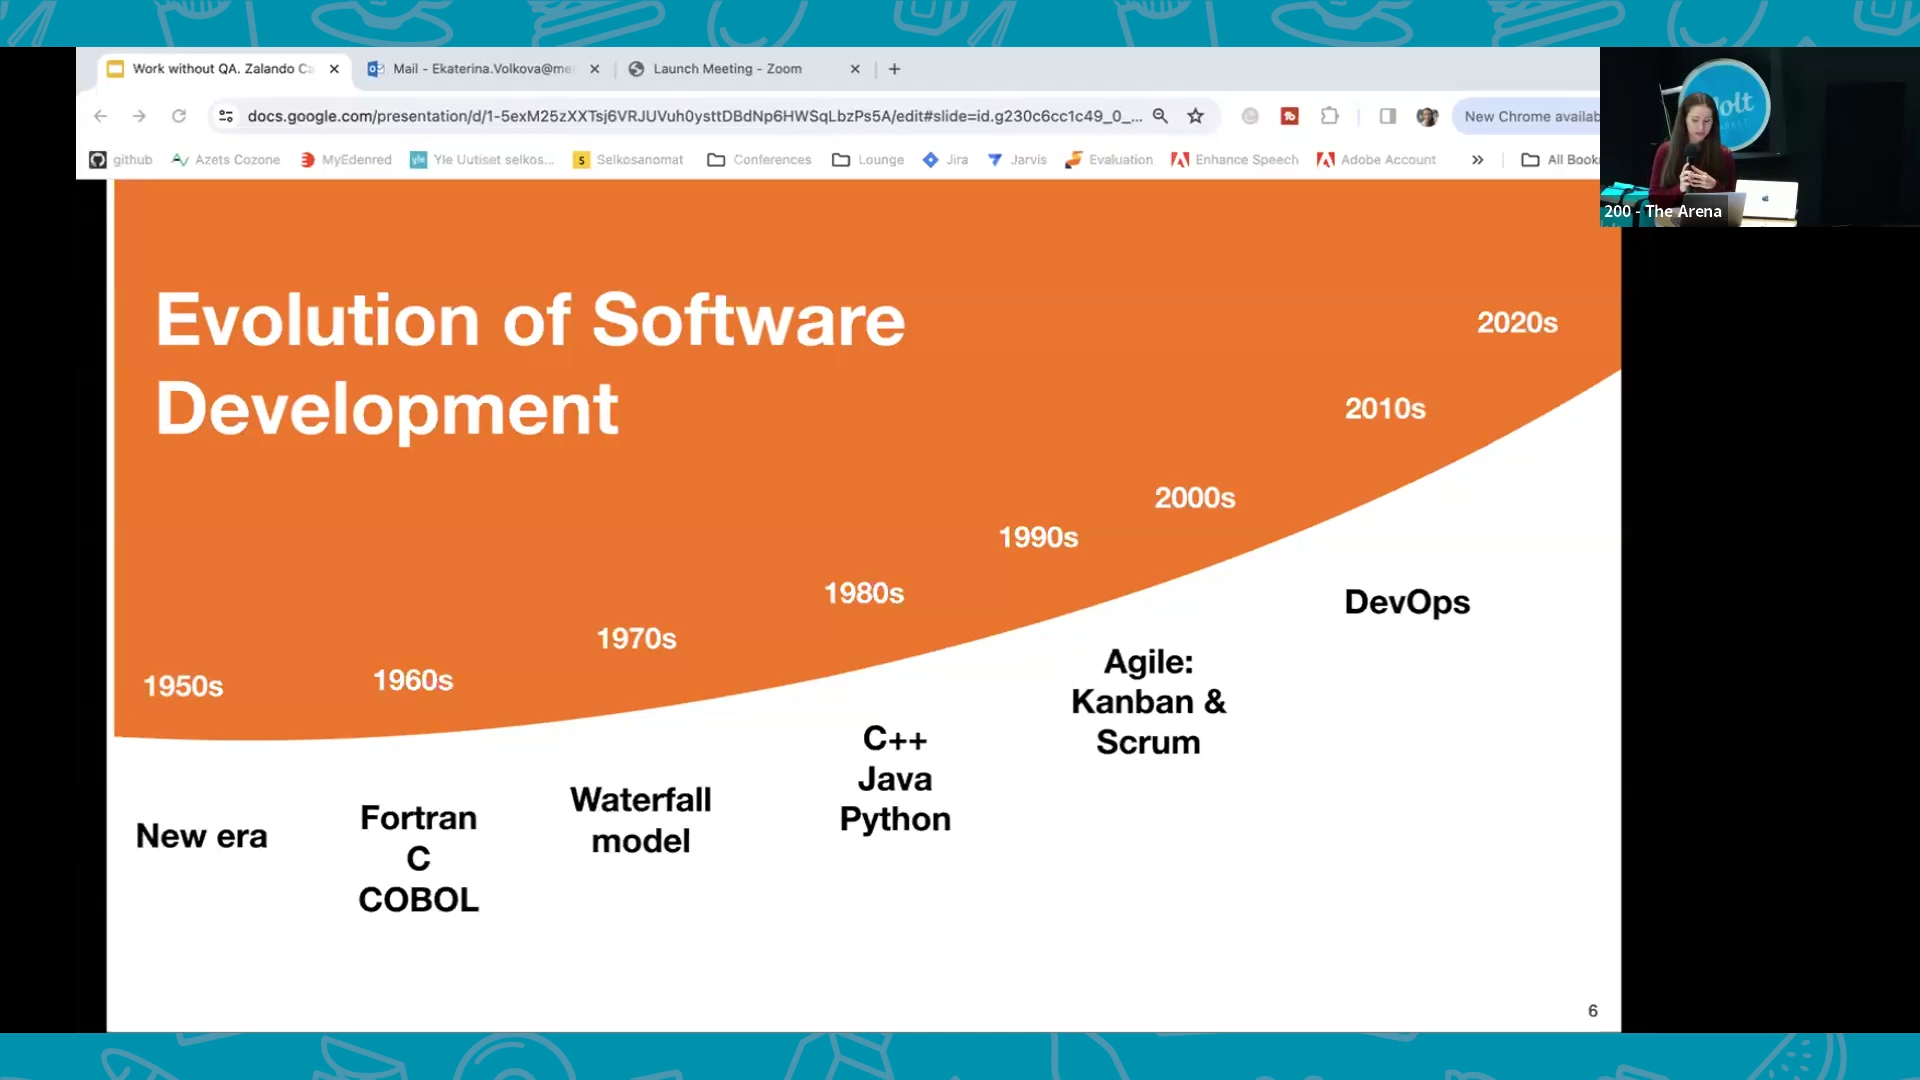 Work without QA. Zalando Ca
Mail - Ekaterina.Volkova@me
Launch Meeting - Zoom
docs.google.com/presentation/d/1-5exM25zXXTsj6VRJUVuh0ysttDBdNp6HWSqLbzPs5A/edit#slide=id.g230c6cc1c49_0_...
New Chrome availab
github
Azets Cozone
MyEdenred
yle
Yle Uutiset selkos...
S
Selkosanomat
Conferences
Lounge
Jira
Jarvis
Evaluation
Enhance Speech
Adobe Account
»
All Book
200 - The Arena
Evolution of Software
Development
2020s
2010s
2000s
1990s
1980s
1970s
1960s
1950s
DevOps
Agile:
Kanban &
Scrum
C++
Java
Python
Waterfall
model
Fortran
C
COBOL
New era
6